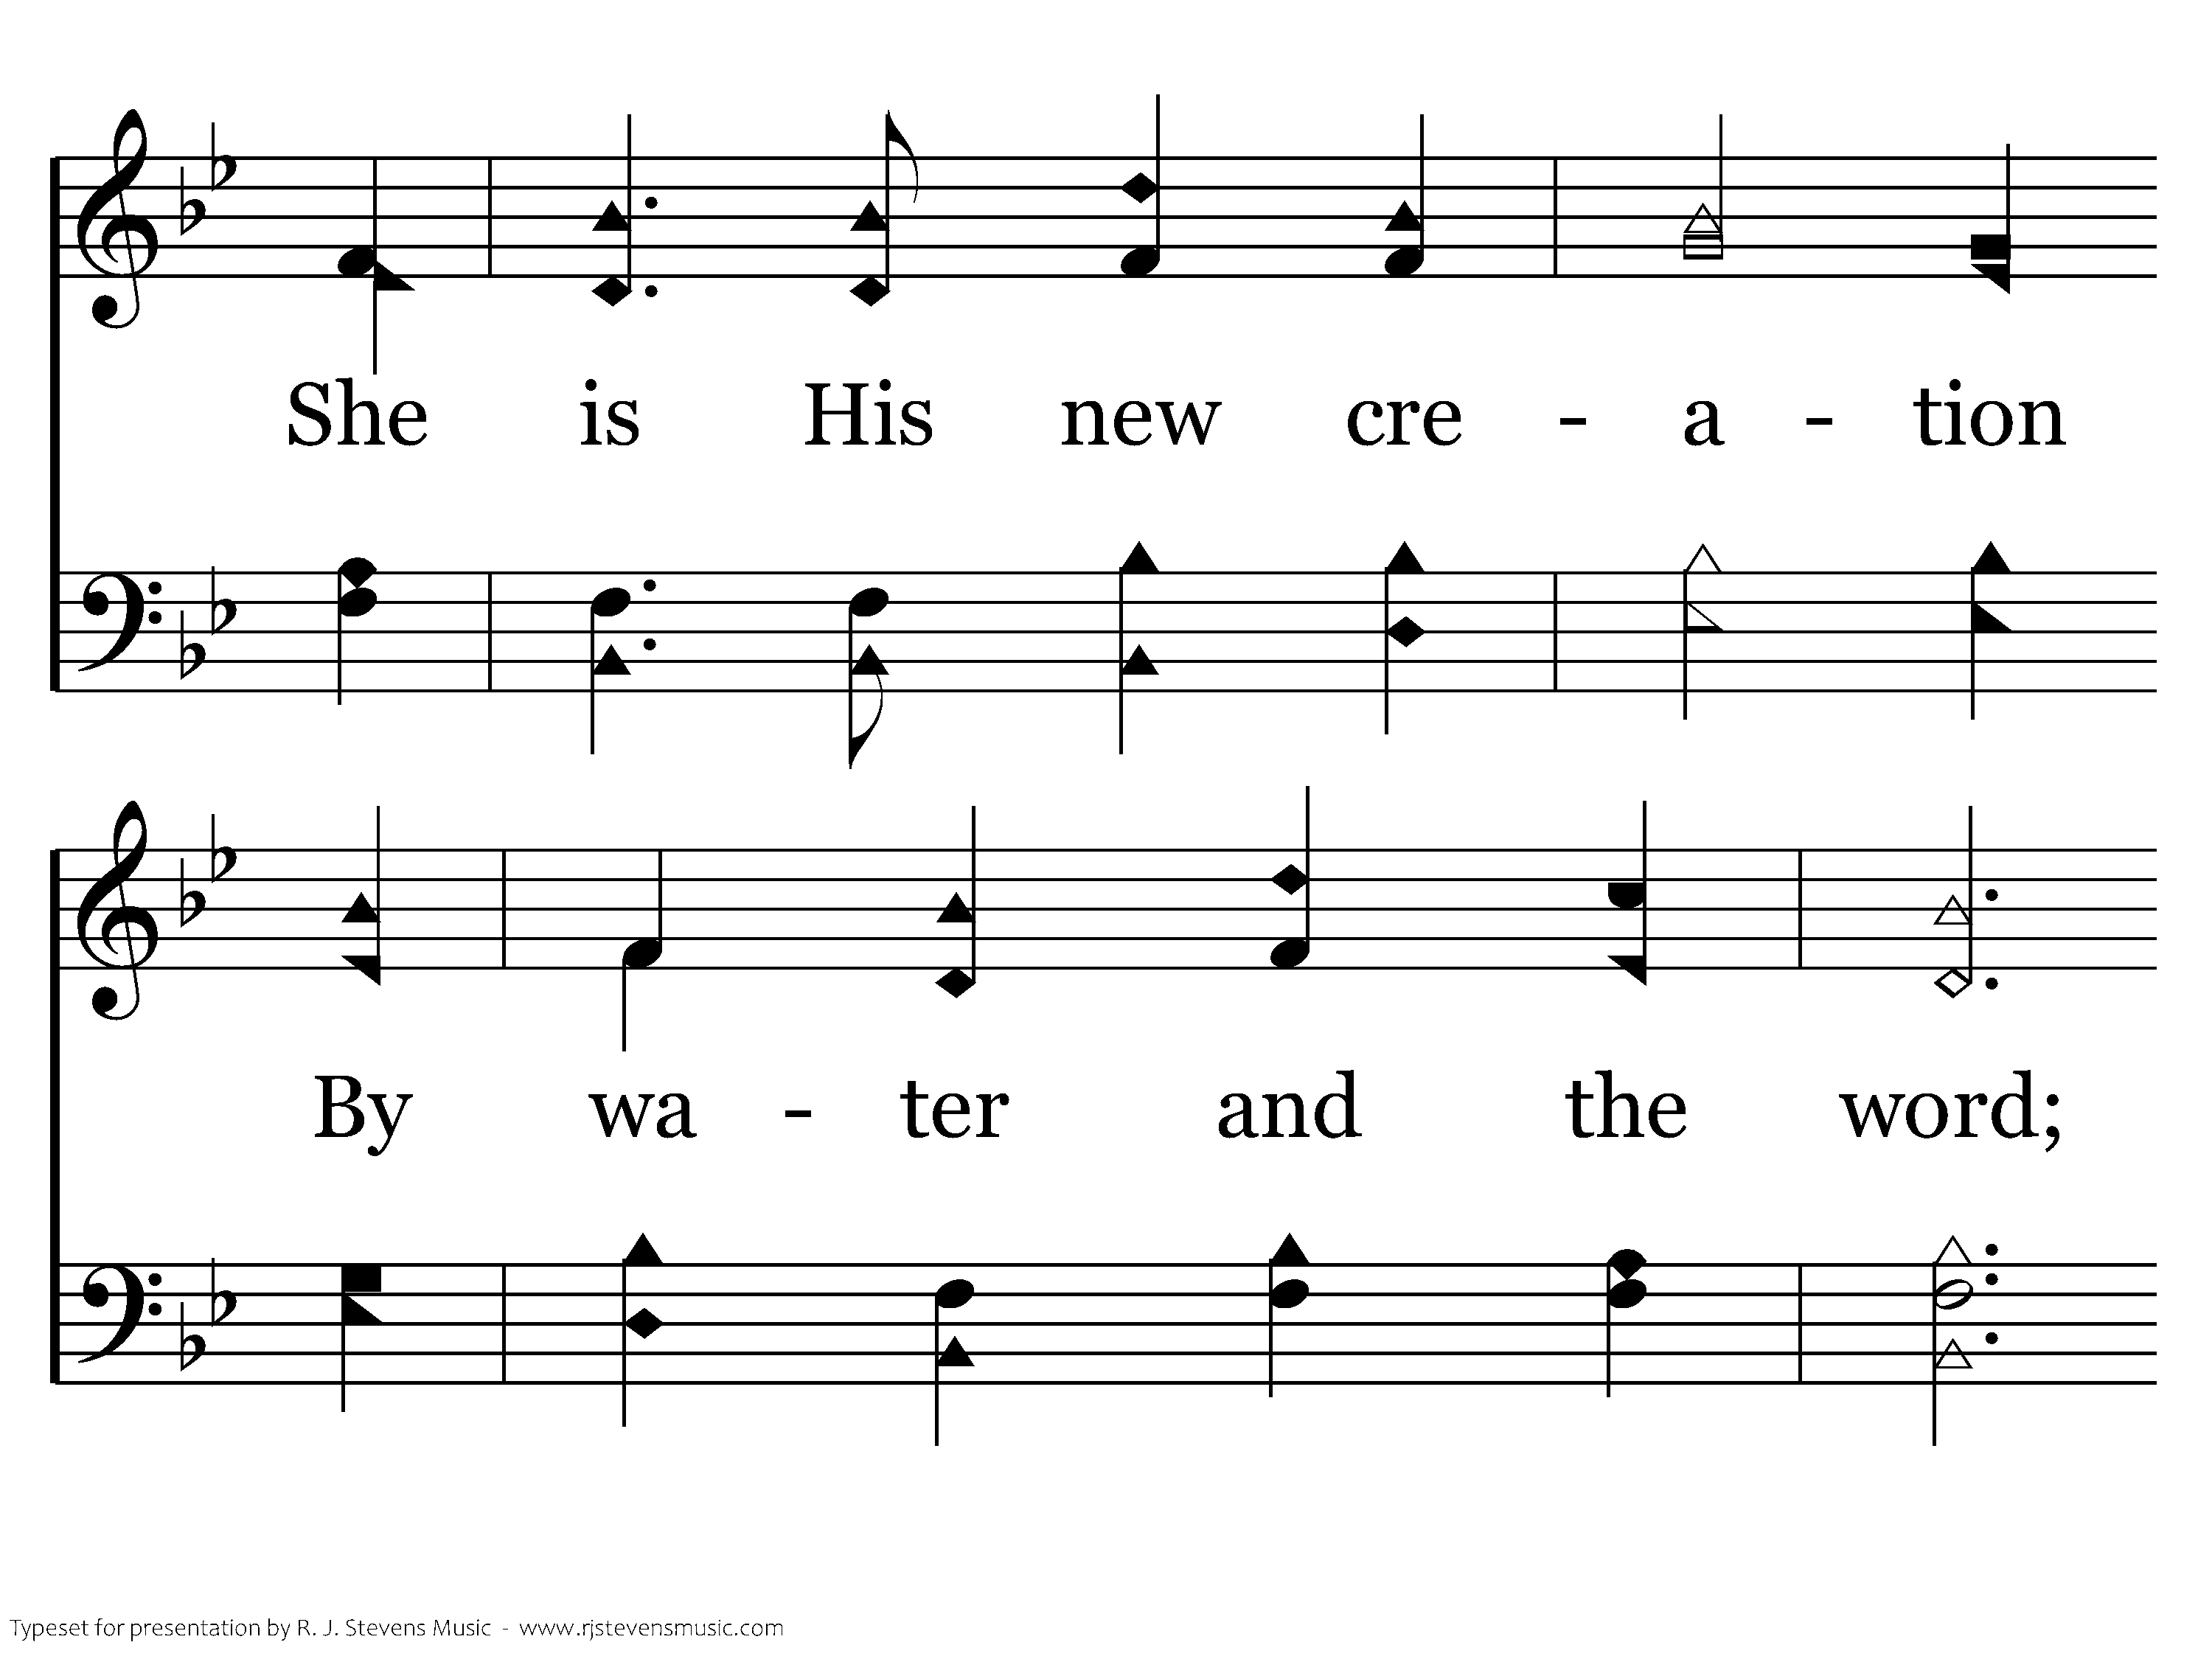 She is His new cre - a - tion
By wa - ter and the word;
Typeset for presentation by R. J. Stevens Music - www.rjstevensmusic.com